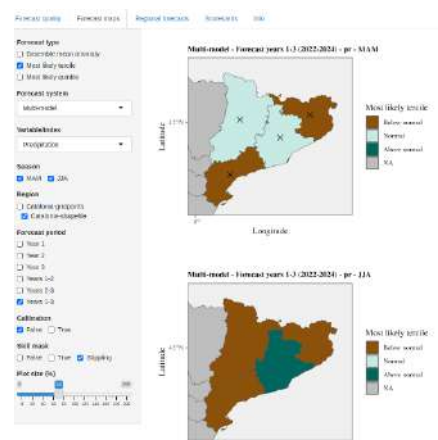 Forecast quality Forecast maps Regional forecasts Scorecards Info
Forecast type
Ensemble mean anomaly
Most likely tercile
Most likely quintile
Forecast system
Multi-model
Variable/index
Precipitation
Season
MAM JJA
Region
Catalonia-gridpoints
Catalonia-shapefile
Forecast period
Year 1
Year 2
Year 3
Years 1-2
Years 2-3
Years 1-3
Calibration
False True
Skill mask
False True Stippling
Plot size (%)
Multi-model - Forecast years 1-3 (2022-2024) - pr - MAM
Latitude
Longitude
Most likely tercile
Below normal
Normal
Above normal
NA
Multi-model - Forecast years 1-3 (2022-2024) - pr - JJA
Latitude
Most likely tercile
Below normal
Normal
Above normal
NA